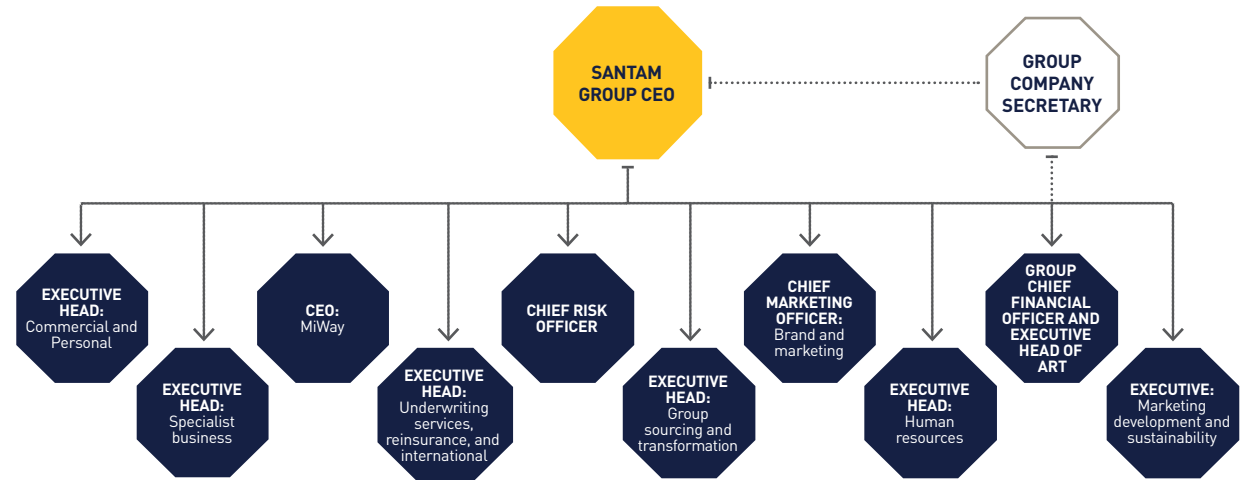 SANTAM
GROUP CEO
GROUP
COMPANY
SECRETARY
EXECUTIVE
HEAD:
Commercial and
Personal
EXECUTIVE
HEAD:
Specialist
business
CEO:
MiWay
EXECUTIVE
HEAD:
Underwriting
services,
reinsurance, and
international
CHIEF RISK
OFFICER
EXECUTIVE
HEAD:
Group
sourcing and
transformation
CHIEF
MARKETING
OFFICER:
Brand and
marketing
EXECUTIVE
HEAD:
Human
resources
GROUP
CHIEF
FINANCIAL
OFFICER AND
EXECUTIVE
HEAD OF
ART
EXECUTIVE:
Marketing
development and
sustainability